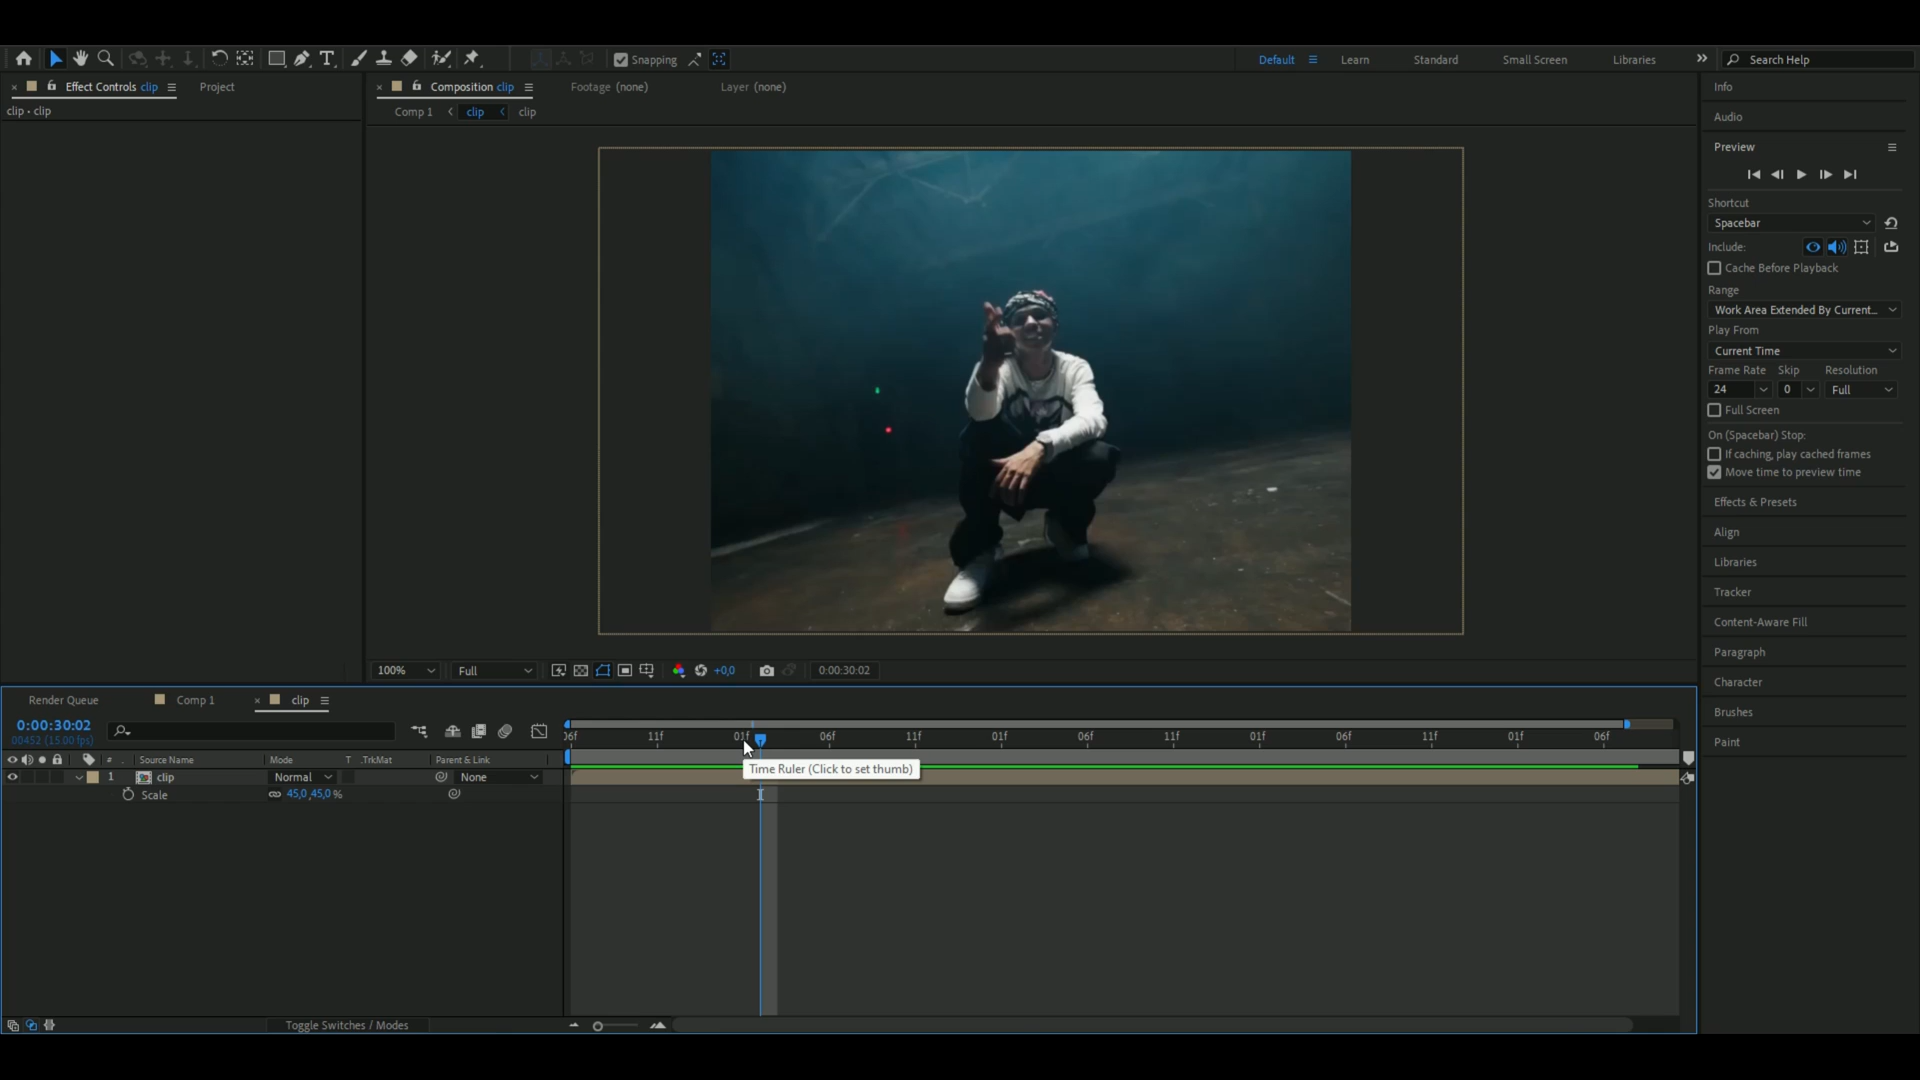 Snapping
Default
Learn
Standard
Small Screen
Libraries
Search Help
Effect Controls clip
Project
Composition clip
Footage (none)
Layer (none)
clip • clip
Comp 1
clip
clip
Info
Audio
Preview
Shortcut
Spacebar
Include:
Cache Before Playback
Range
Work Area Extended By Current...
Play From
Current Time
Frame Rate Skip Resolution
24 0 Full
Full Screen
On (Spacebar) Stop:
If caching, play cached frames
Move time to preview time
Effects & Presets
Align
Libraries
Tracker
Content-Aware Fill
Paragraph
Character
Brushes
Paint
100% Full +0,0 0:00:30:02
Render Queue
Comp 1
clip
0:00:30:02
00452 (15.00 fps)
06f 11f 01f 06f 11f 01f 06f 11f 01f 06f 11f 01f 06f
# Source Name Mode T .TrkMat Parent & Link
1 clip Normal None
Scale 45,0,45,0 %
Time Ruler (Click to set thumb)
Toggle Switches / Modes